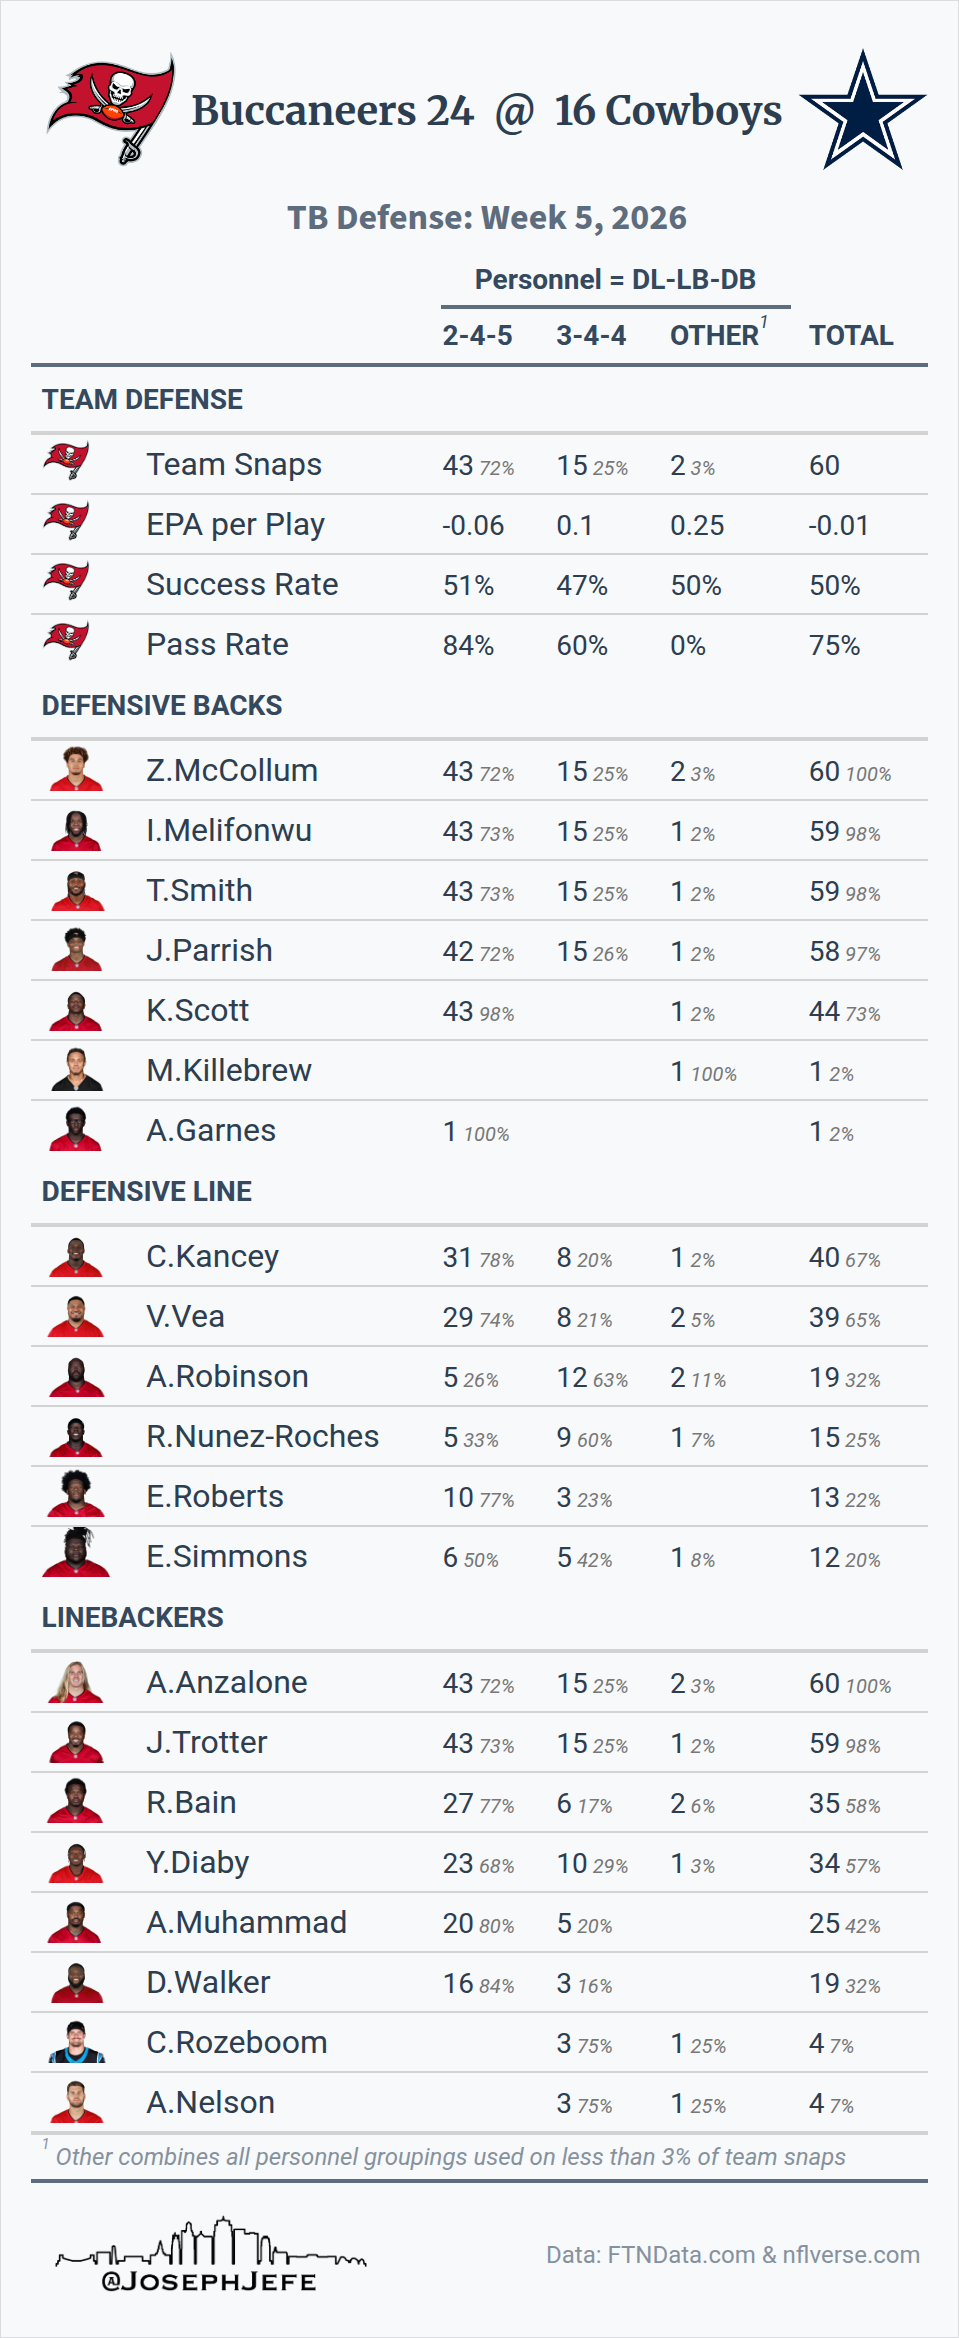 Buccaneers 24 @ 16 Cowboys
TB Defense: Week 5, 2026
Personnel = DL-LB-DB
2-4-5 3-4-4 OTHER1 TOTAL
TEAM DEFENSE
Team Snaps 43 72% 15 25% 2 3% 60
EPA per Play -0.06 0.1 0.25 -0.01
Success Rate 51% 47% 50% 50%
Pass Rate 84% 60% 0% 75%
DEFENSIVE BACKS
Z.McCollum 43 72% 15 25% 2 3% 60 100%
I.Melifonwu 43 73% 15 25% 1 2% 59 98%
T.Smith 43 73% 15 25% 1 2% 59 98%
J.Parrish 42 72% 15 26% 1 2% 58 97%
K.Scott 43 98% 1 2% 44 73%
M.Killebrew 1 100% 1 2%
A.Garnes 1 100% 1 2%
DEFENSIVE LINE
C.Kancey 31 78% 8 20% 1 2% 40 67%
V.Vea 29 74% 8 21% 2 5% 39 65%
A.Robinson 5 26% 12 63% 2 11% 19 32%
R.Nunez-Roches 5 33% 9 60% 1 7% 15 25%
E.Roberts 10 77% 3 23% 13 22%
E.Simmons 6 50% 5 42% 1 8% 12 20%
LINEBACKERS
A.Anzalone 43 72% 15 25% 2 3% 60 100%
J.Trotter 43 73% 15 25% 1 2% 59 98%
R.Bain 27 77% 6 17% 2 6% 35 58%
Y.Diaby 23 68% 10 29% 1 3% 34 57%
A.Muhammad 20 80% 5 20% 25 42%
D.Walker 16 84% 3 16% 19 32%
C.Rozeboom 3 75% 1 25% 4 7%
A.Nelson 3 75% 1 25% 4 7%
1 Other combines all personnel groupings used on less than 3% of team snaps
@JosephJefe
Data: FTNData.com & nflverse.com